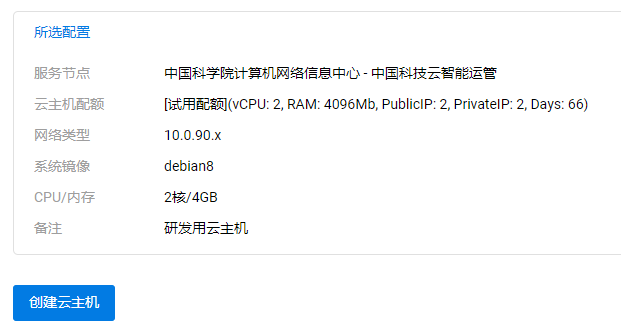 所选配置
服务节点 中国科学院计算机网络信息中心 - 中国科技云智能运管
云主机配额 [试用配额](vCPU: 2, RAM: 4096Mb, PublicIP: 2, PrivateIP: 2, Days: 66)
网络类型 10.0.90.x
系统镜像 debian8
CPU/内存 2核/4GB
备注 研发用云主机
创建云主机